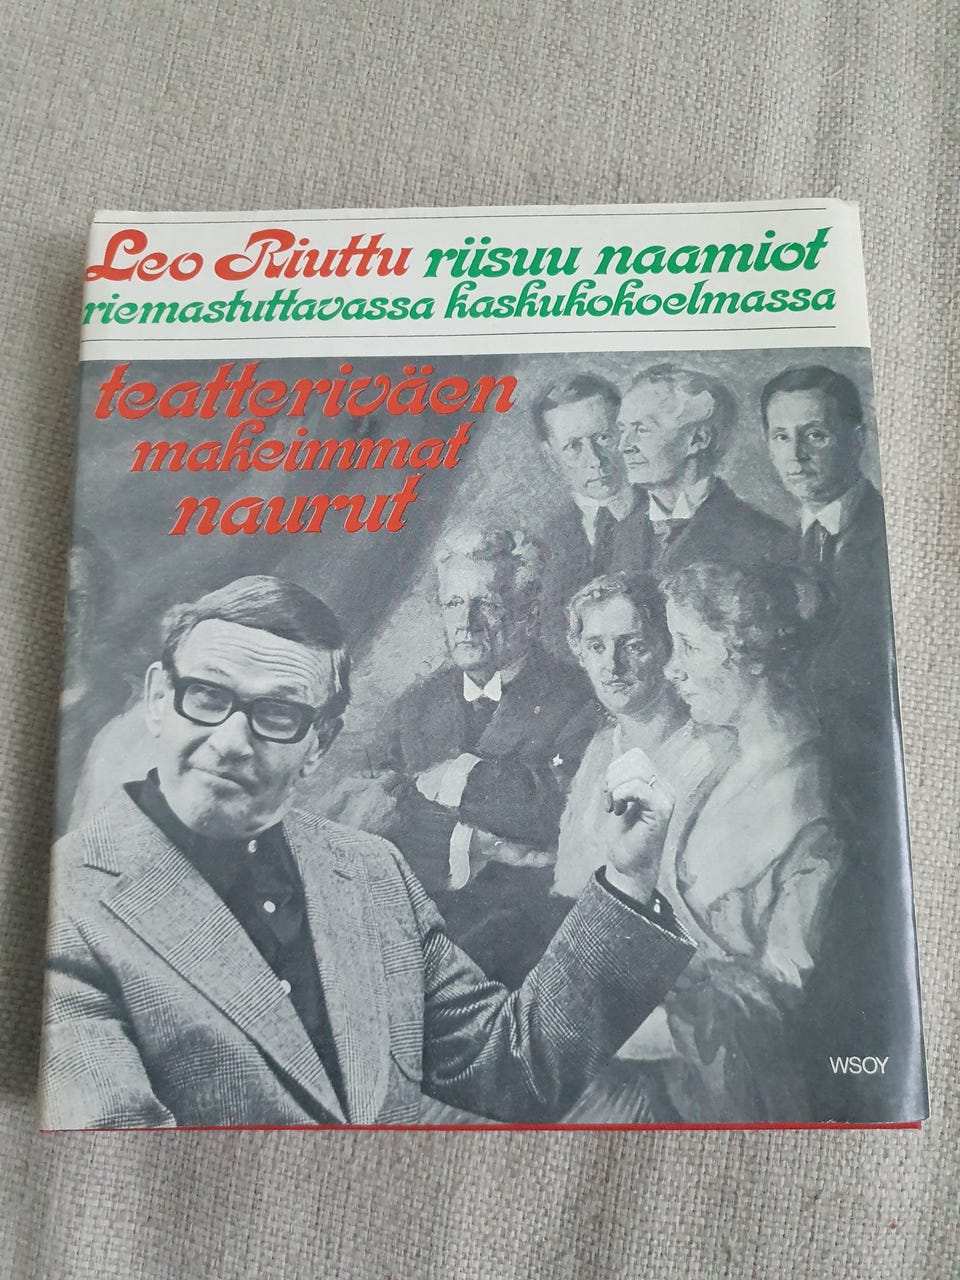 Leo Riuttu riisuu naamiot
riemastuttavassa kaskukokoelmassa
teatteriväen
makeimmat
naurut
WSOY